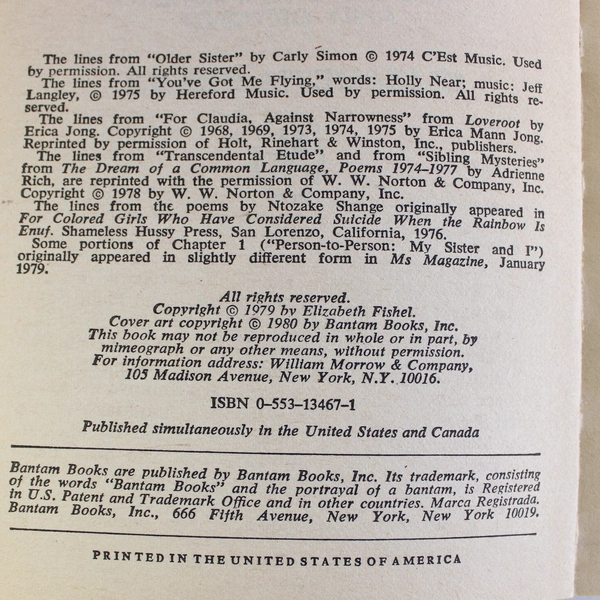 The lines from "Older Sister" by Carly Simon © 1974 C'Est Music. Used
by permission. All rights reserved.
The lines from "You've Got Me Flying," words: Holly Near; music: Jeff
Langley, © 1975 by Hereford Music. Used by permission. All rights re-
served.
The lines from "For Claudia, Against Narrowness" from Loveroot by
Erica Jong. Copyright © 1968, 1969, 1973, 1974, 1975 by Erica Mann Jong.
Reprinted by permission of Holt, Rinehart & Winston, Inc., publishers.
The lines from "Transcendental Etude" and from "Sibling Mysteries"
from The Dream of a Common Language, Poems 1974–1977 by Adrienne
Rich, are reprinted with the permission of W. W. Norton & Company, Inc.
Copyright © 1978 by W. W. Norton & Company, Inc.
The lines from the poems by Ntozake Shange originally appeared in
For Colored Girls Who Have Considered Suicide When the Rainbow Is
Enuf. Shameless Hussy Press, San Lorenzo, California, 1976.
Some portions of Chapter 1 ("Person-to-Person: My Sister and I")
originally appeared in slightly different form in Ms Magazine, January
1979.
All rights reserved.
Copyright © 1979 by Elizabeth Fishel.
Cover art copyright © 1980 by Bantam Books, Inc.
This book may not be reproduced in whole or in part, by
mimeograph or any other means, without permission.
For information address: William Morrow & Company,
105 Madison Avenue, New York, N.Y. 10016.
ISBN 0–553–13467–1
Published simultaneously in the United States and Canada
Bantam Books are published by Bantam Books, Inc. Its trademark, consisting
of the words "Bantam Books" and the portrayal of a bantam, is Registered
in U.S. Patent and Trademark Office and in other countries. Marca Registrada.
Bantam Books, Inc., 666 Fifth Avenue, New York, New York 10019.
PRINTED IN THE UNITED STATES OF AMERICA